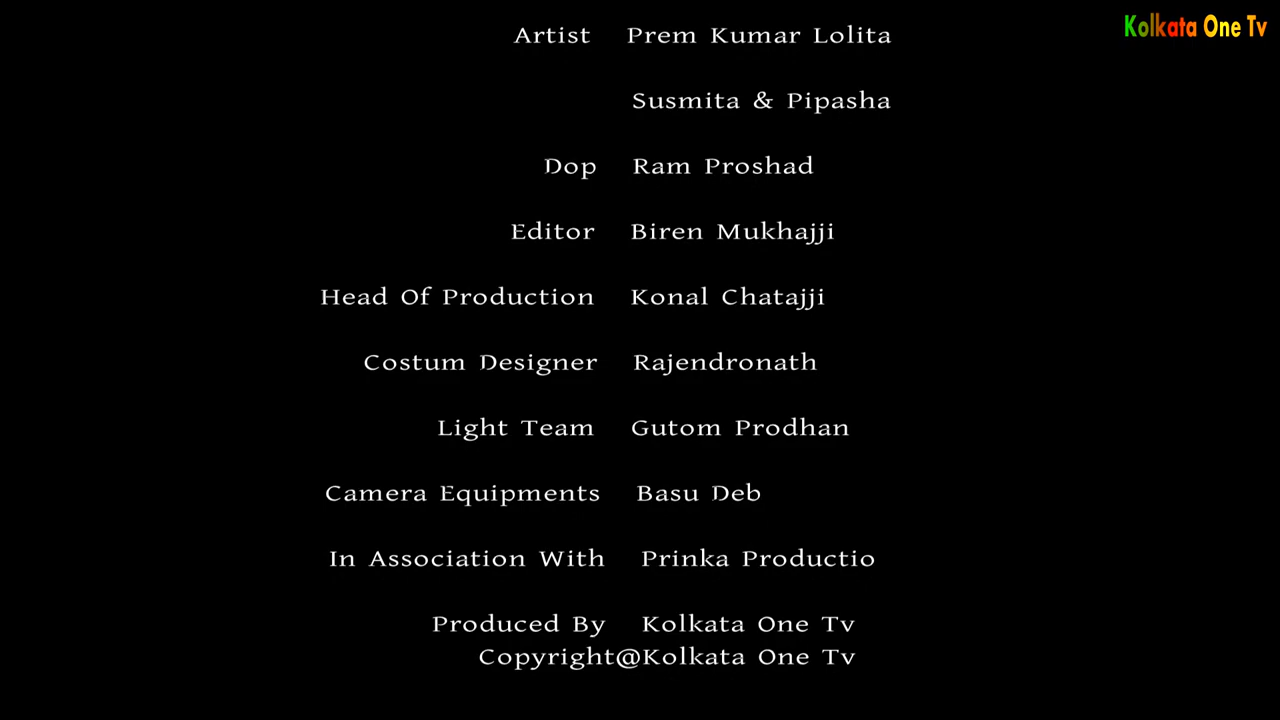 Kolkata One Tv
Artist Prem Kumar Lolita
Susmita & Pipasha
Dop Ram Proshad
Editor Biren Mukhajji
Head Of Production Konal Chatajji
Costum Designer Rajendronath
Light Team Gutom Prodhan
Camera Equipments Basu Deb
In Association With Prinka Productio
Produced By Kolkata One Tv
Copyright@Kolkata One Tv